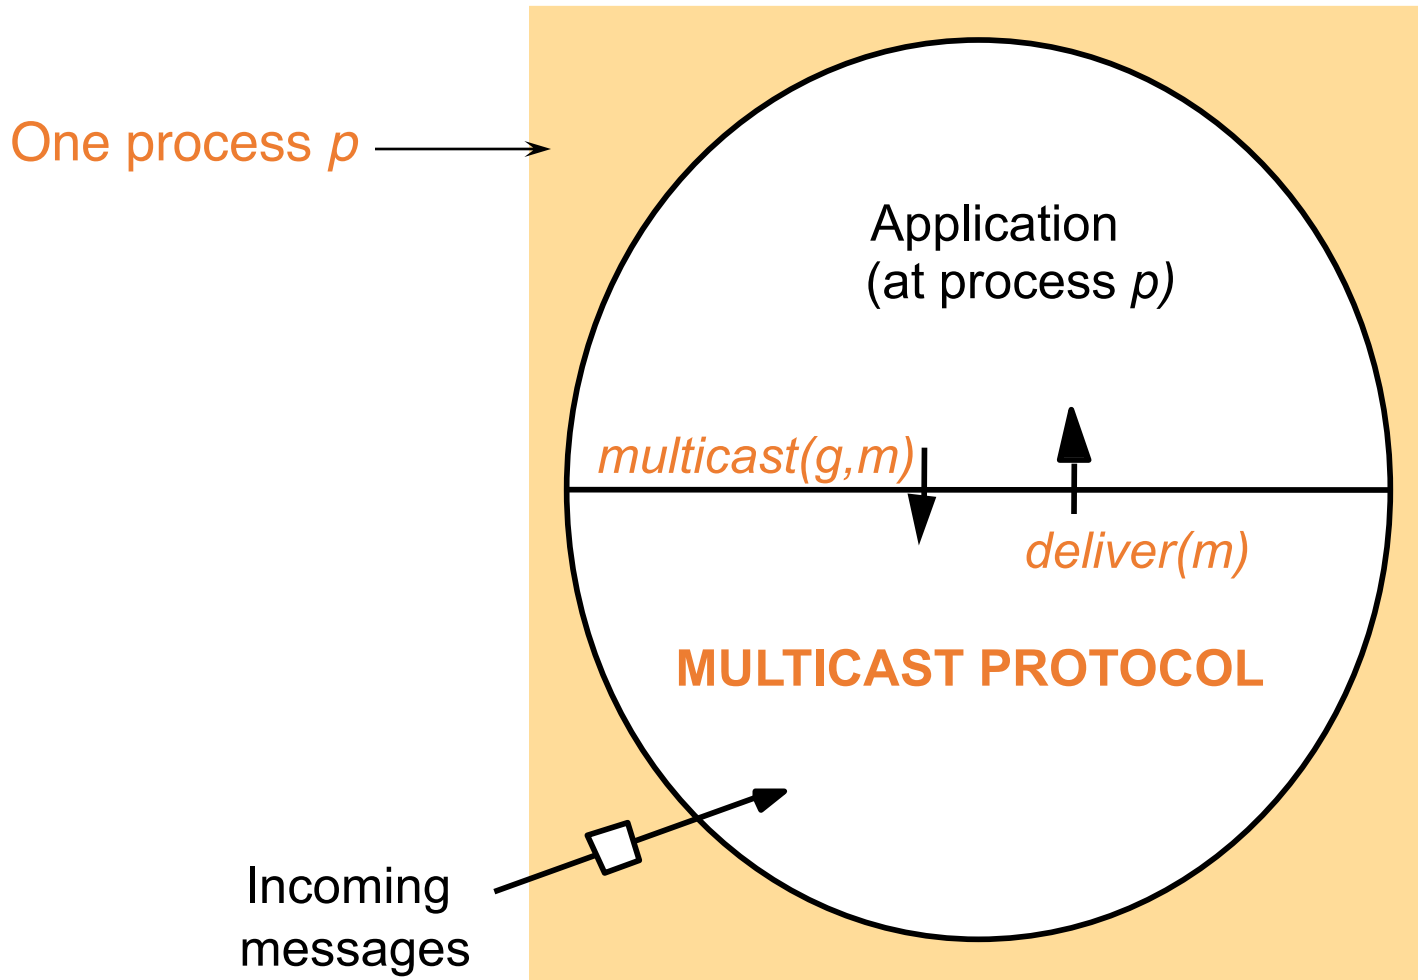 One process p
Application
(at process p)
multicast(g,m)
deliver(m)
MULTICAST PROTOCOL
Incoming
messages